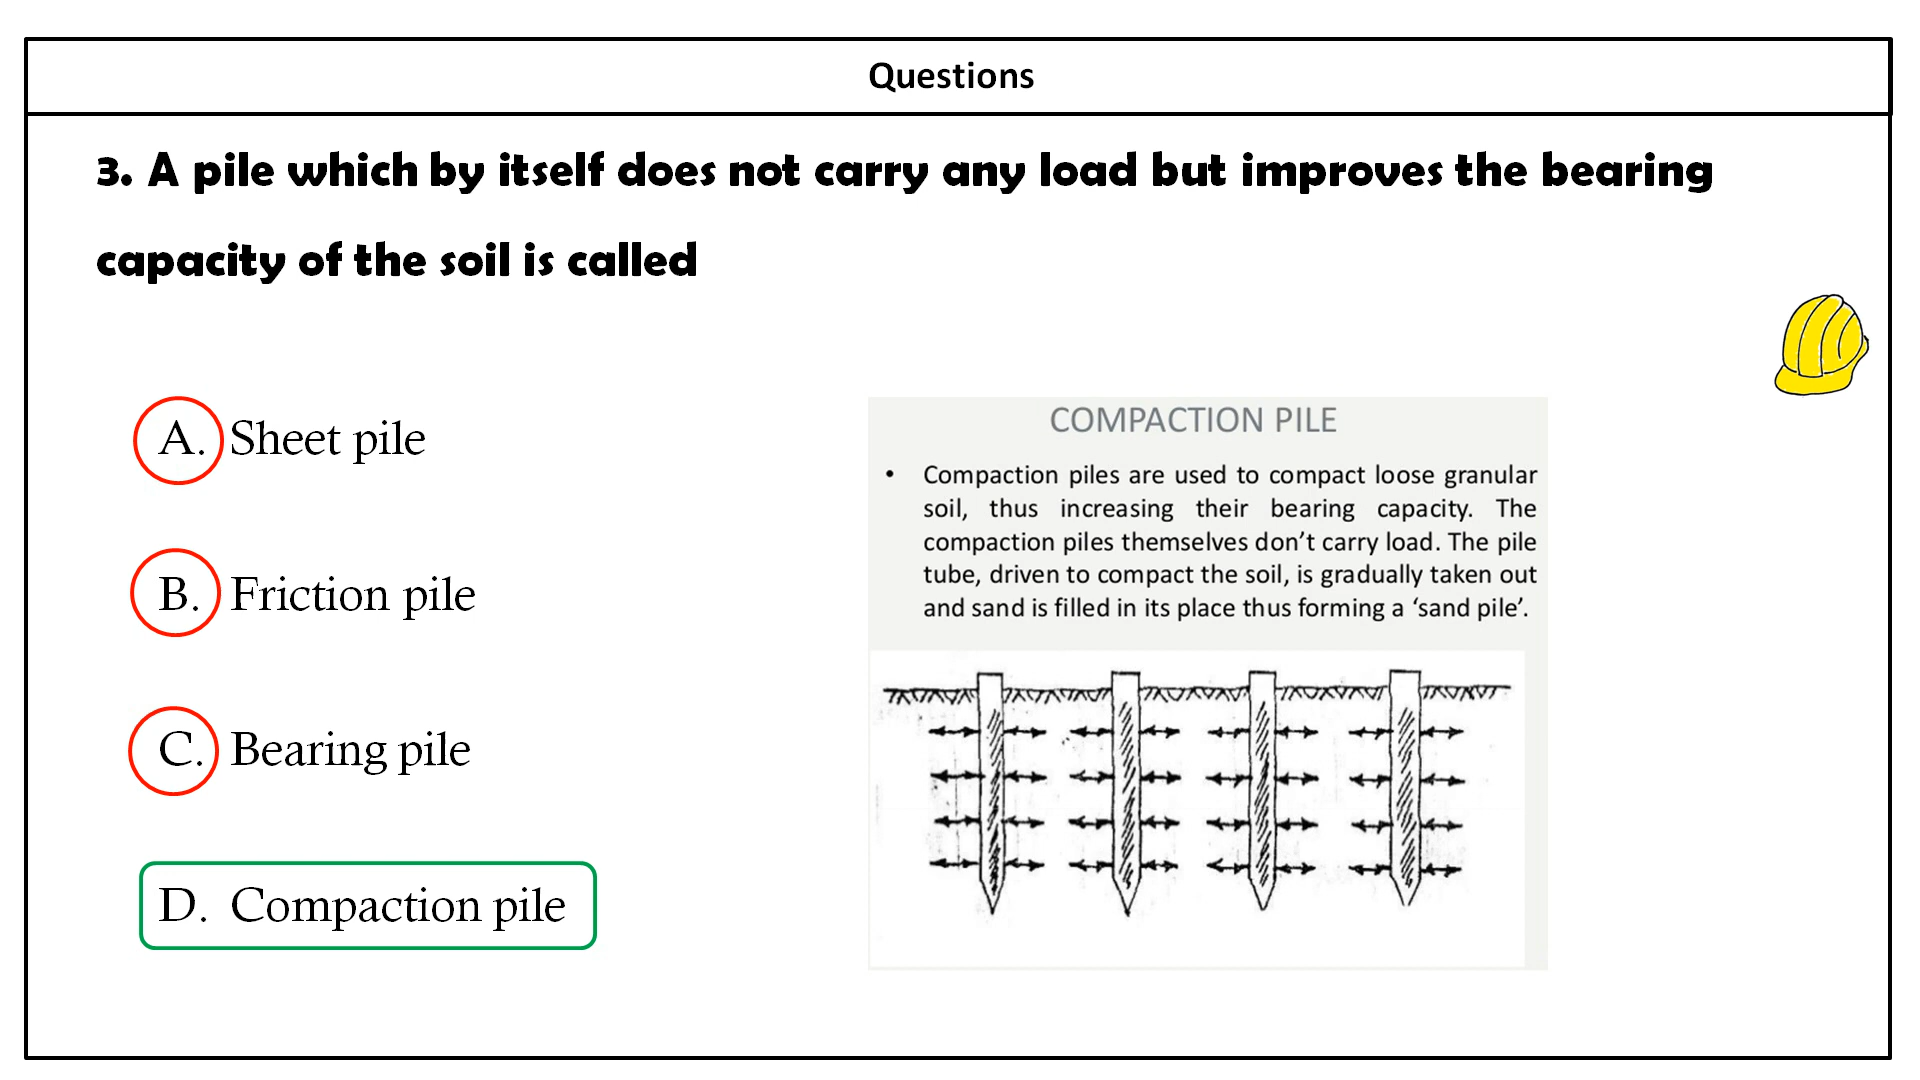 Questions
3. A pile which by itself does not carry any load but improves the bearing
capacity of the soil is called
A. Sheet pile
B. Friction pile
C. Bearing pile
D. Compaction pile
COMPACTION PILE
• Compaction piles are used to compact loose granular
soil, thus increasing their bearing capacity. The
compaction piles themselves don’t carry load. The pile
tube, driven to compact the soil, is gradually taken out
and sand is filled in its place thus forming a ‘sand pile’.